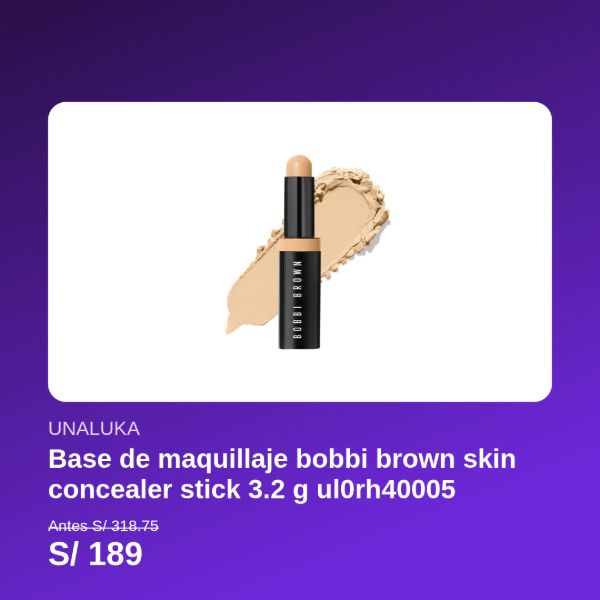 BOBBI BROWN
UNALUKA
Base de maquillaje bobbi brown skin
concealer stick 3.2 g ul0rh40005
Antes S/ 318.75
S/ 189